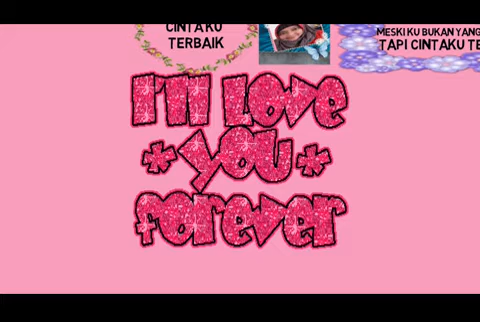 CINTAKU
TERBAIK
MESKI KU BUKAN YANG
TAPI CINTAKU TE
I'll Love
*you*
forever